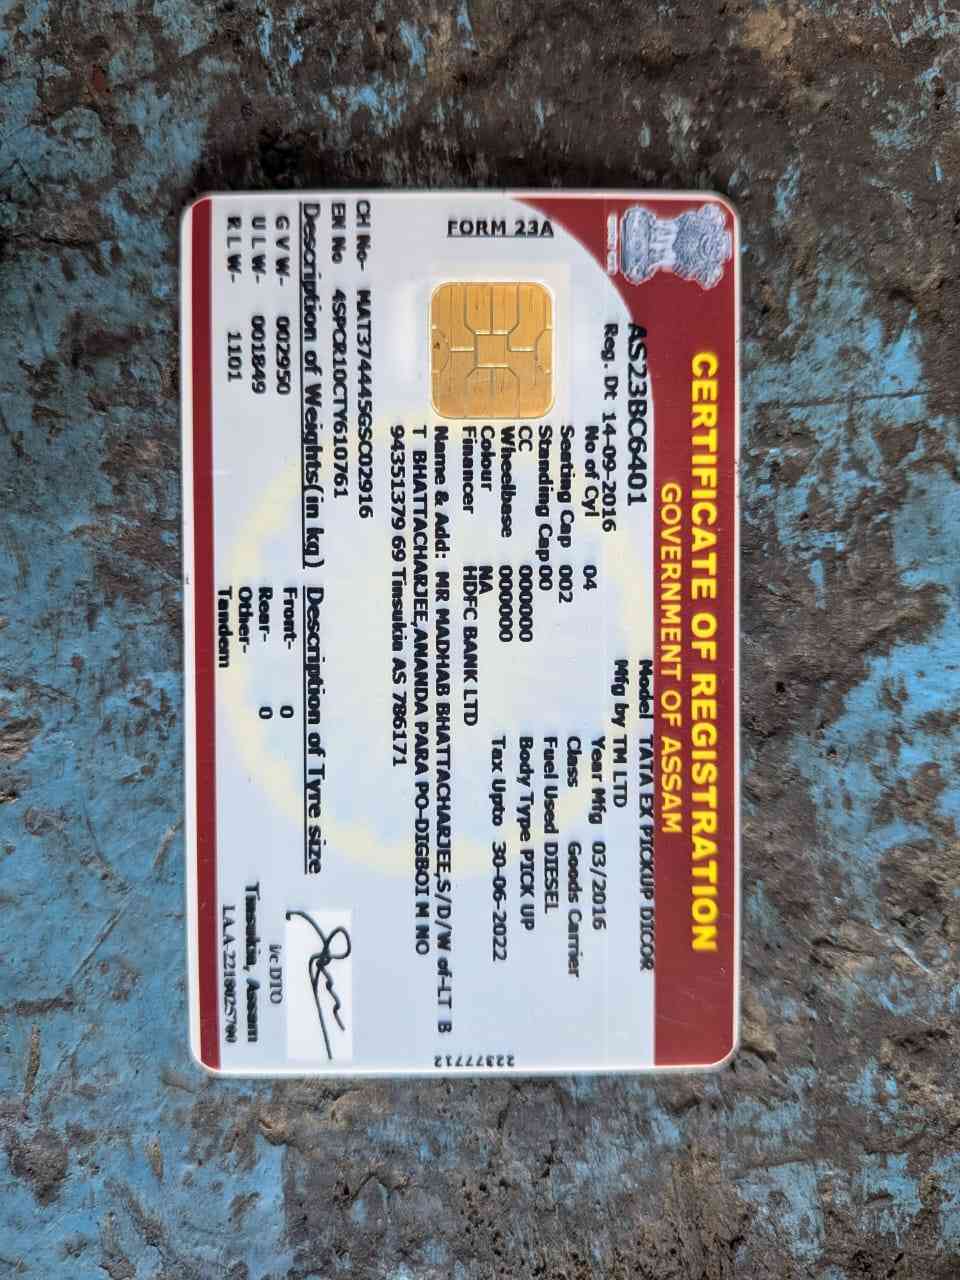 CERTIFICATE OF REGISTRATION
GOVERNMENT OF ASSAM
AS23BC6401 Model TATA EX PICKUP DICOR
Reg. Dt 14-09-2016 Mfg by TM LTD
FORM 23A
No of Cyl 04 Year Mfg 03/2016
Seating Cap 002 Class Goods Carrier
Standing Cap 00 Fuel Used DIESEL
CC 000000 Body Type PICK UP
Wheelbase 000000 Tax Upto 30-06-2022
Colour NA
Financer HDFC BANK LTD
Name & Add: MR MADHAB BHATTACHARJEE,S/D/W of-LT B
T BHATTACHARJEE,ANANDA PARA PO-DIGBOI M NO
94351379 69 Tinsukia AS 786171
CH No- MAT374445GSC02916
EN No 4SPCR10CTY610761
Description of Weights(in kg) Description of Tyre size
G V W- 002950 Front- 0
U L W- 001849 Rear- 0
R L W- 1101 Other-
Tandem
i/c DTO
Tinsukia, Assam
22377712